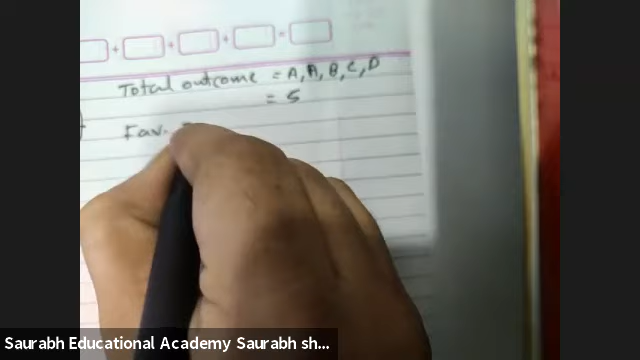 + + + =
Total outcome = A, A, B, C, D
= 5
Fav.
Saurabh Educational Academy Saurabh sh...